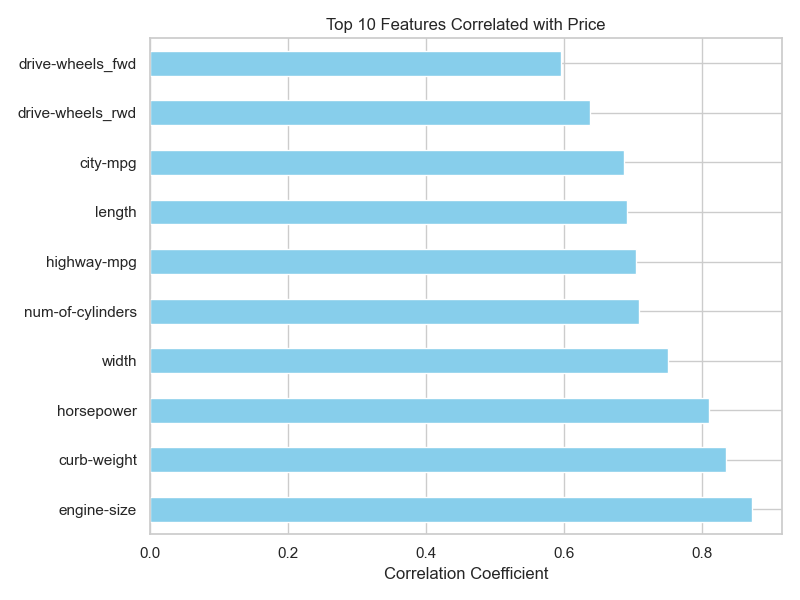 Top 10 Features Correlated with Price
drive-wheels_fwd
drive-wheels_rwd
city-mpg
length
highway-mpg
num-of-cylinders
width
horsepower
curb-weight
engine-size
0.0 0.2 0.4 0.6 0.8
Correlation Coefficient